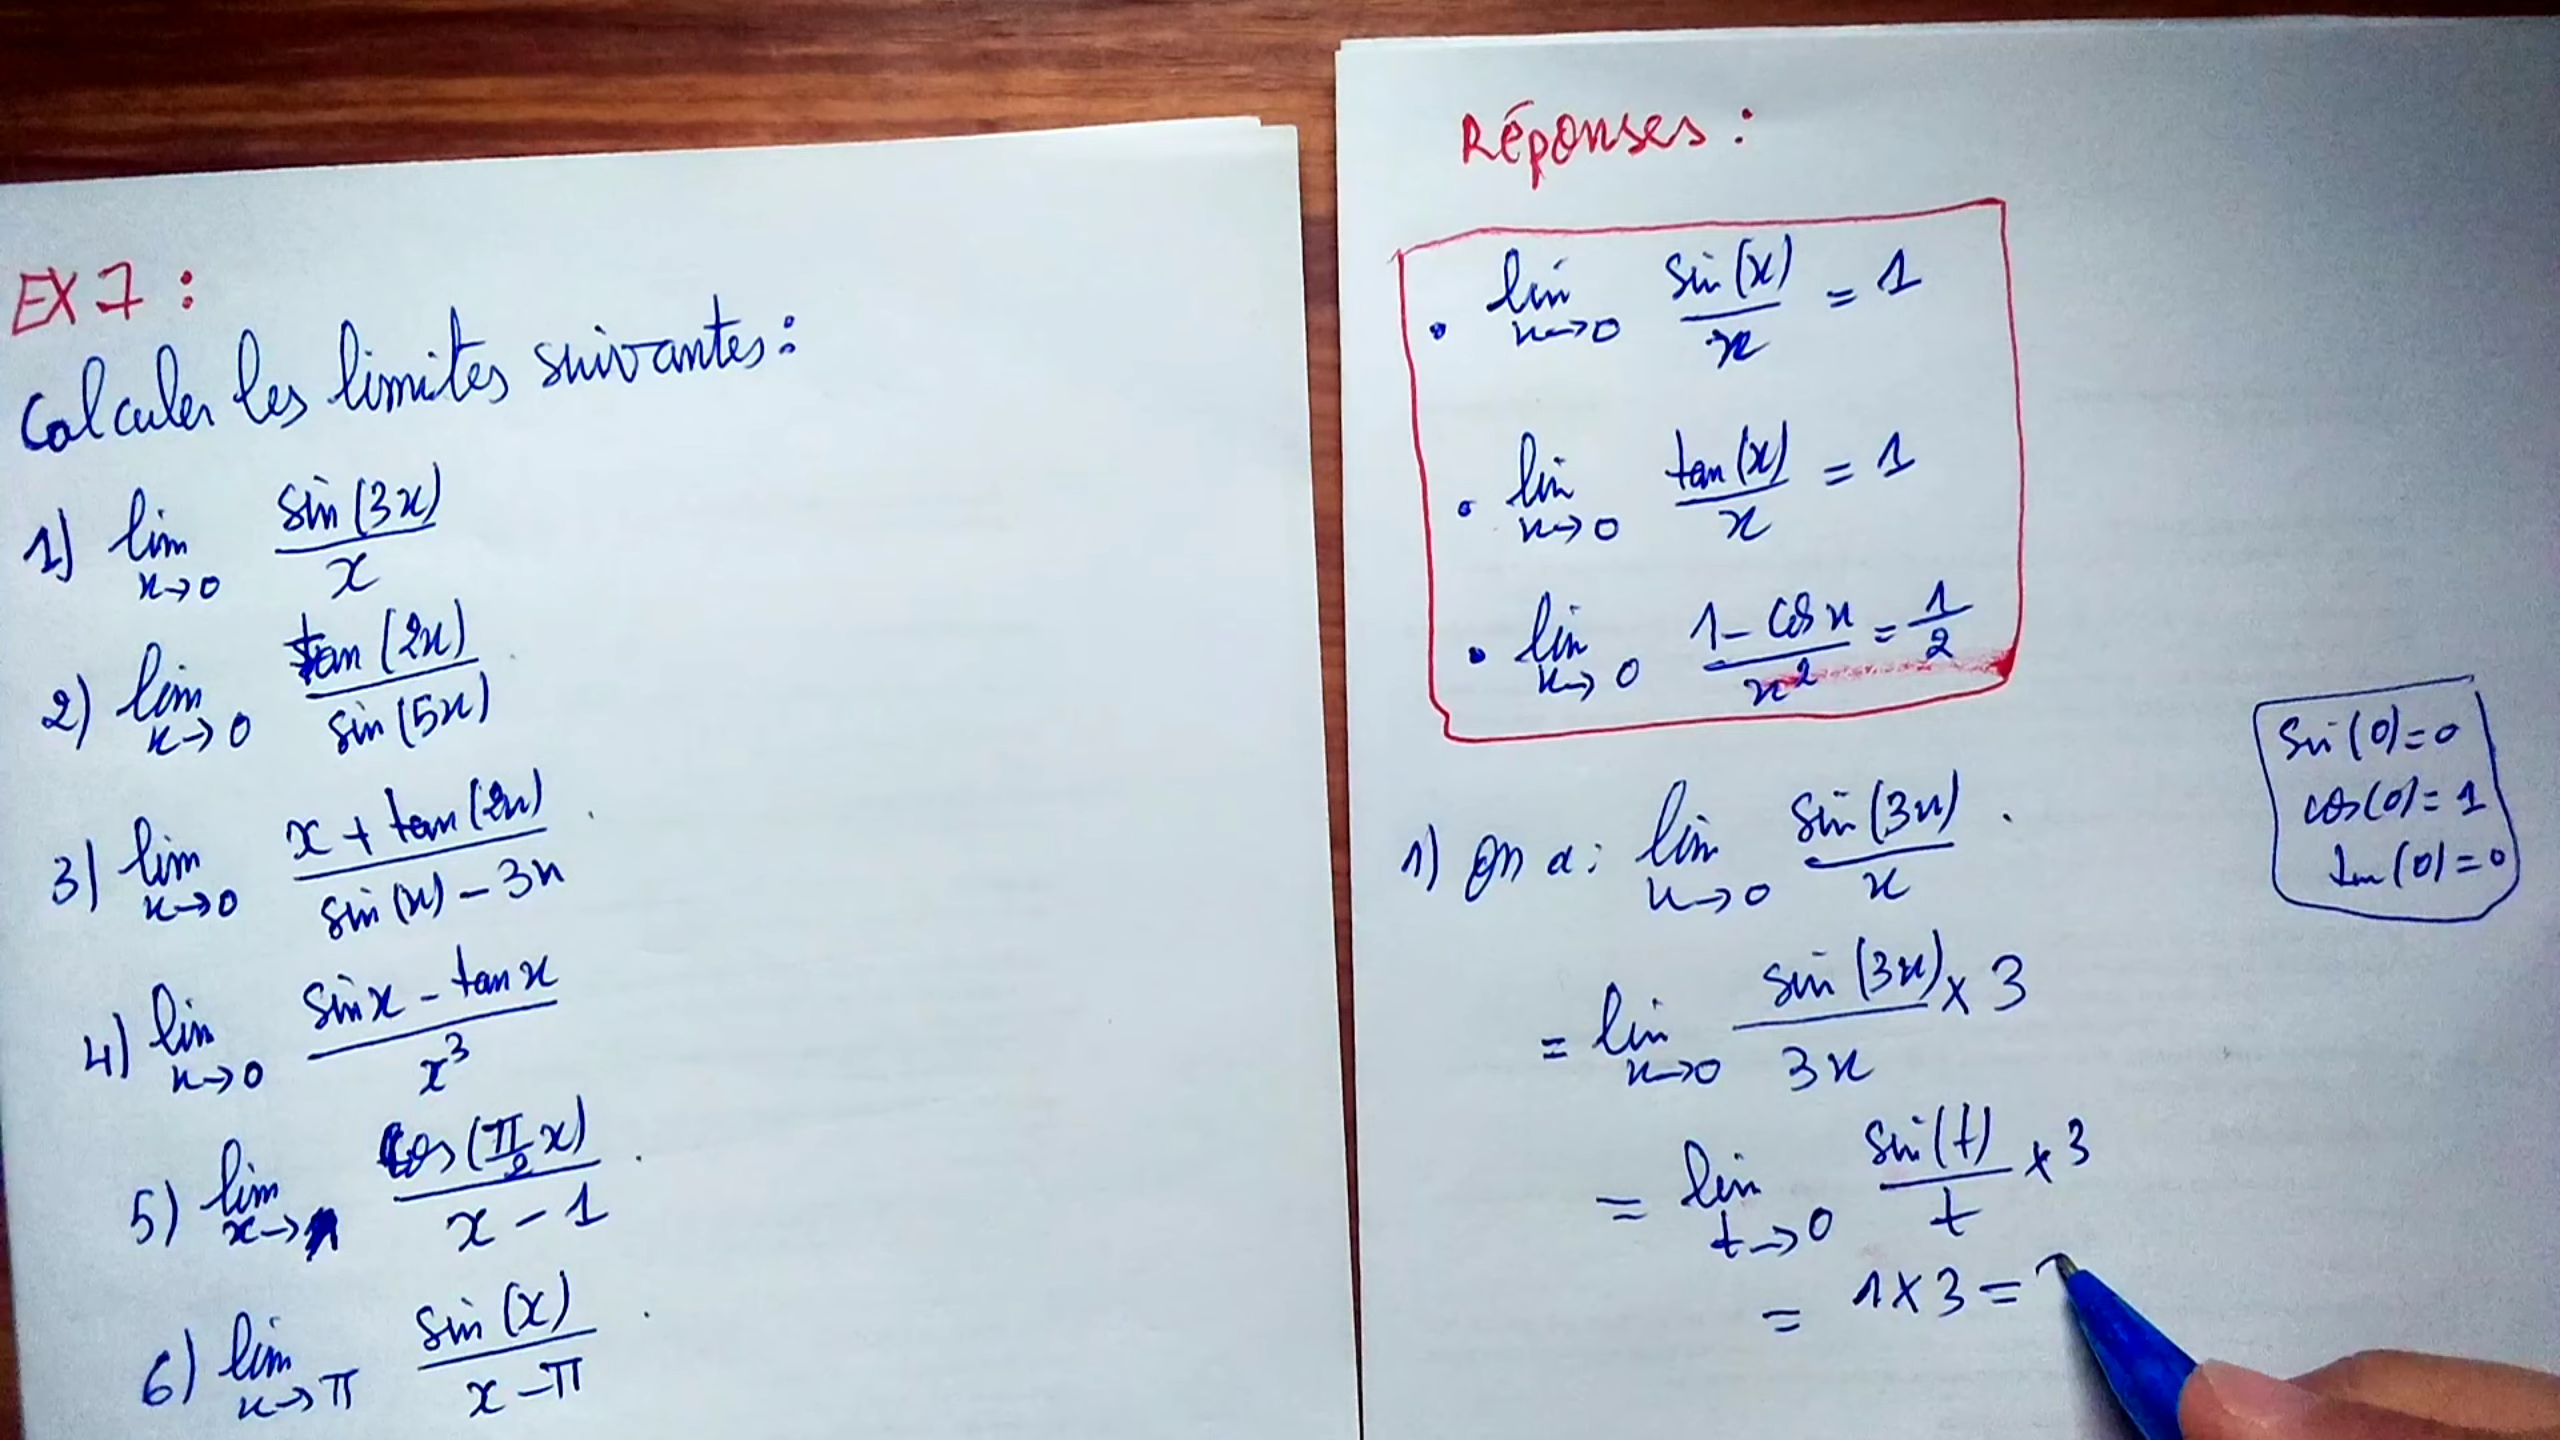 EX 7 :
Calculer les limites suivantes :
1) lim x→0 sin(3x)/x
2) lim x→0 tan(2x)/sin(5x)
3) lim x→0 (x + tan(2x))/(sin(x) - 3x)
4) lim x→0 (sin x - tan x)/x³
5) lim x→1 cos(π/2 x)/(x - 1)
6) lim x→π sin(x)/(x - π)
Réponses :
• lim x→0 sin(x)/x = 1
• lim x→0 tan(x)/x = 1
• lim x→0 (1 - cos x)/x² = 1/2
sin(0) = 0
cos(0) = 1
tan(0) = 0
1) On a : lim x→0 sin(3x)/x
= lim x→0 sin(3x)/3x × 3
= lim t→0 sin(t)/t × 3
= 1 × 3 =